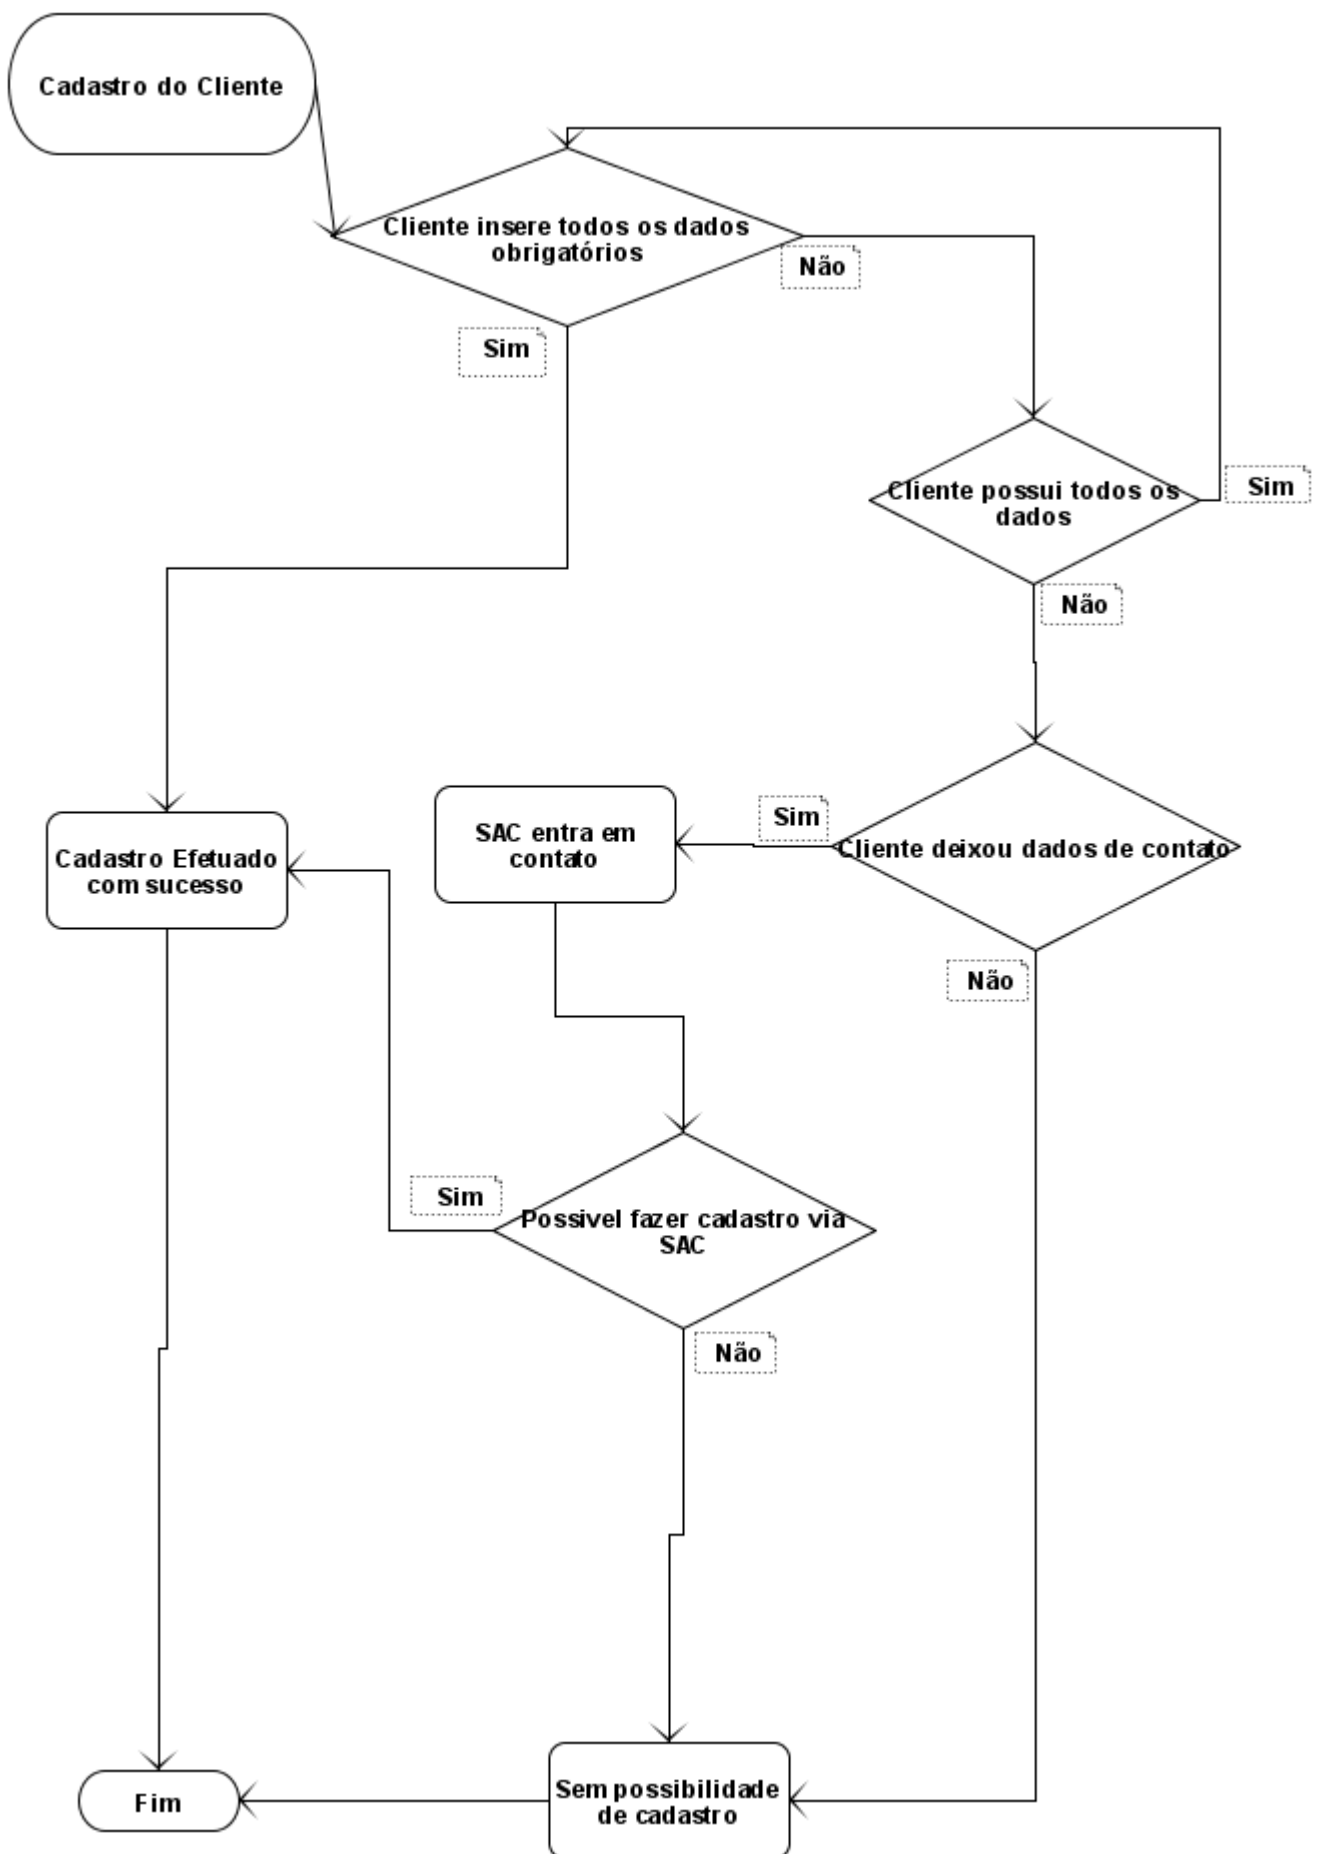 Cadastro do Cliente
Cliente insere todos os dados
obrigatórios
Não
Sim
Cliente possui todos os
dados
Sim
Não
Cliente deixou dados de contato
Sim
SAC entra em
contato
Cadastro Efetuado
com sucesso
Não
Possivel fazer cadastro via
SAC
Sim
Não
Sem possibilidade
de cadastro
Fim